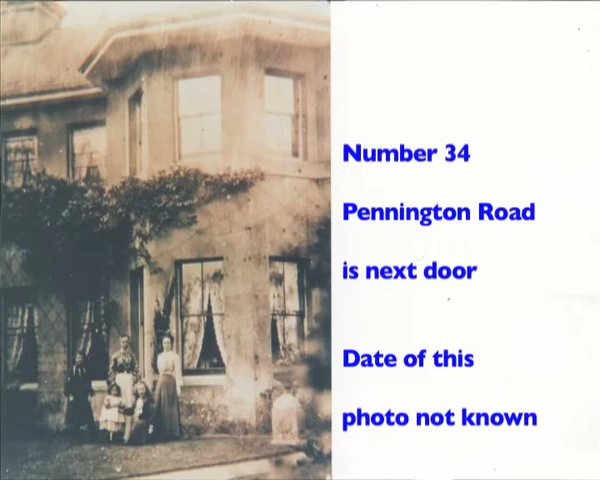 Number 34
Pennington Road
is next door
Date of this
photo not known